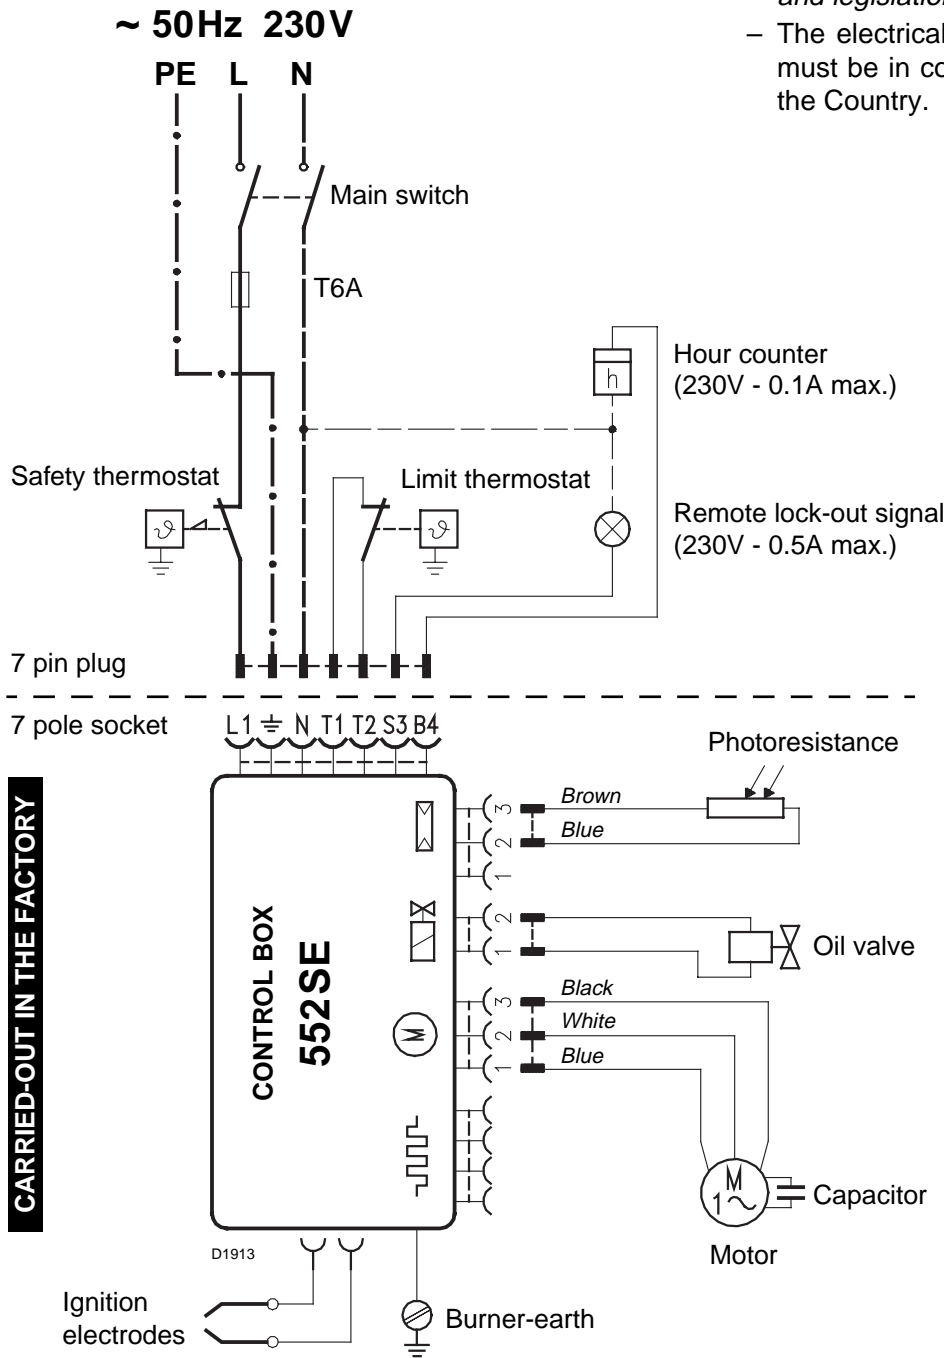 ~ 50Hz 230V
PE L N
and legislation
– The electrical
must be in co
the Country.
Main switch
T6A
Hour counter
(230V - 0.1A max.)
h
Safety thermostat
Limit thermostat
ϑ
ϑ
Remote lock-out signal
(230V - 0.5A max.)
7 pin plug
7 pole socket
L1 N T1 T2 S3 B4
Photoresistance
CARRIED-OUT IN THE FACTORY
CONTROL BOX
552SE
3 Brown
2 Blue
1
2
1
Oil valve
3 Black
2 White
1 Blue
M
M
1~
Capacitor
Motor
D1913
Ignition
electrodes
Burner-earth